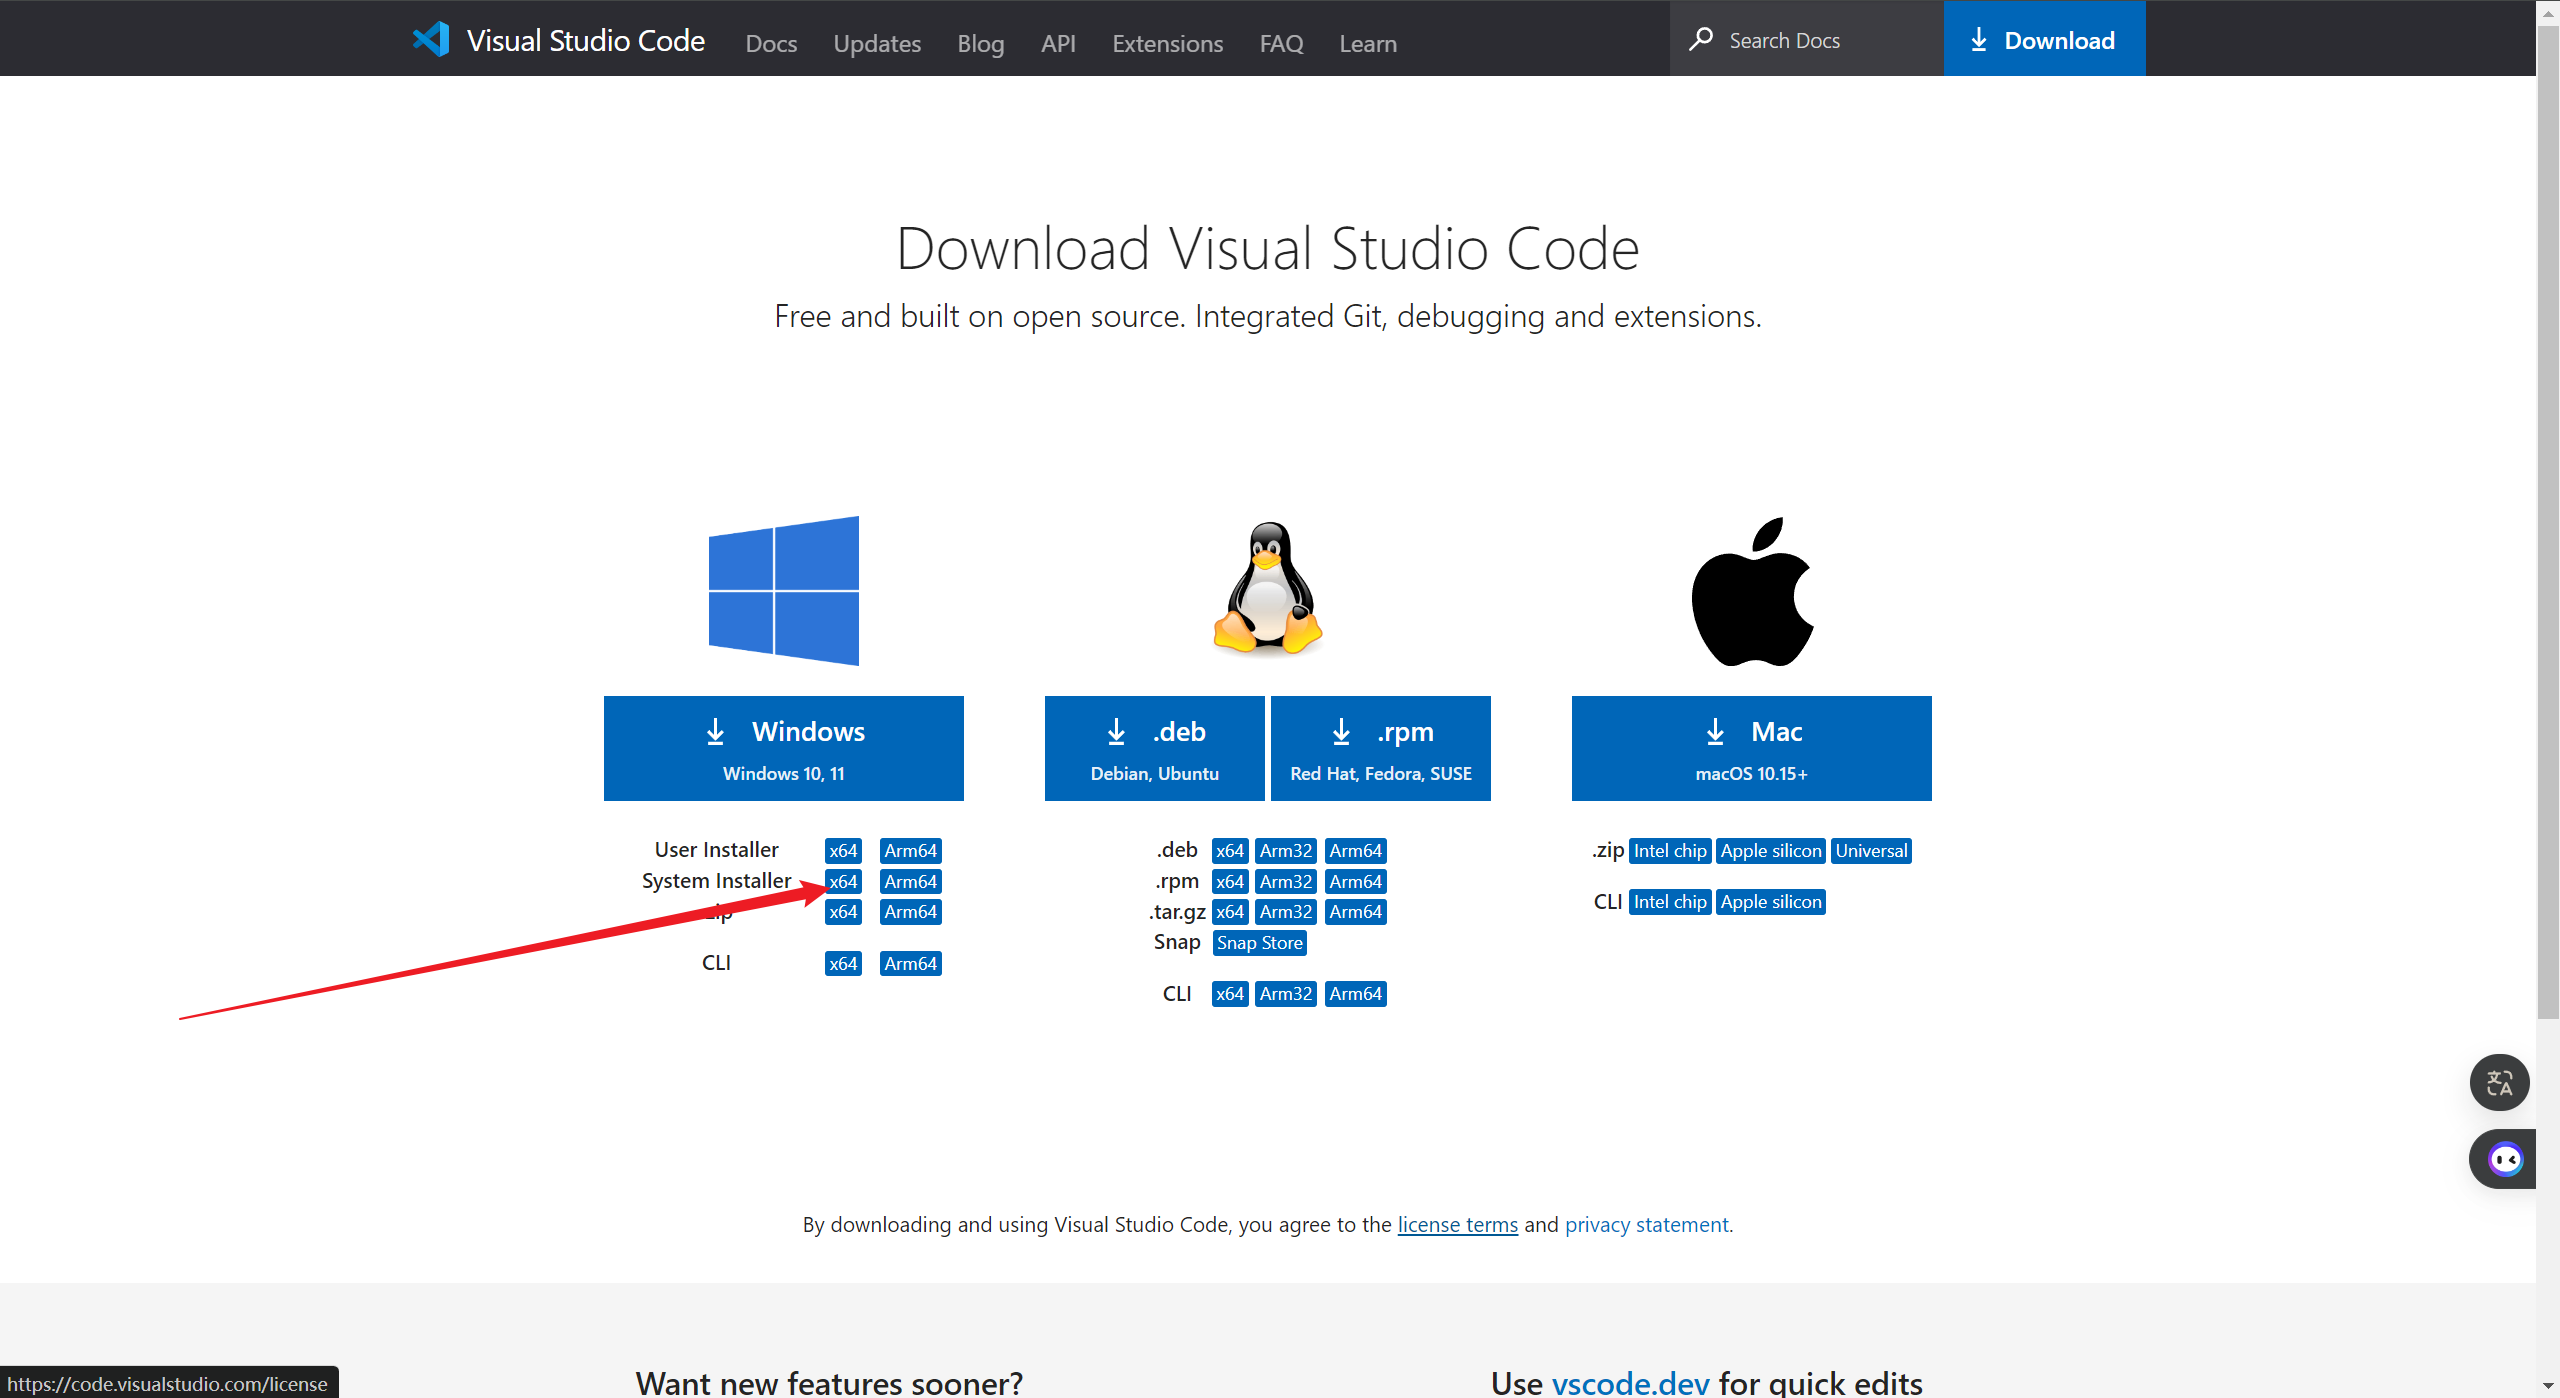 Visual Studio Code Docs Updates Blog API Extensions FAQ Learn Search Docs Download
Download Visual Studio Code
Free and built on open source. Integrated Git, debugging and extensions.
Windows
Windows 10, 11
User Installer x64 Arm64
System Installer x64 Arm64
.zip x64 Arm64
CLI x64 Arm64
.deb
Debian, Ubuntu
.rpm
Red Hat, Fedora, SUSE
.deb x64 Arm32 Arm64
.rpm x64 Arm32 Arm64
.tar.gz x64 Arm32 Arm64
Snap Snap Store
CLI x64 Arm32 Arm64
Mac
macOS 10.15+
.zip Intel chip Apple silicon Universal
CLI Intel chip Apple silicon
文A
By downloading and using Visual Studio Code, you agree to the license terms and privacy statement.
Want new features sooner?
Use vscode.dev for quick edits
https://code.visualstudio.com/license